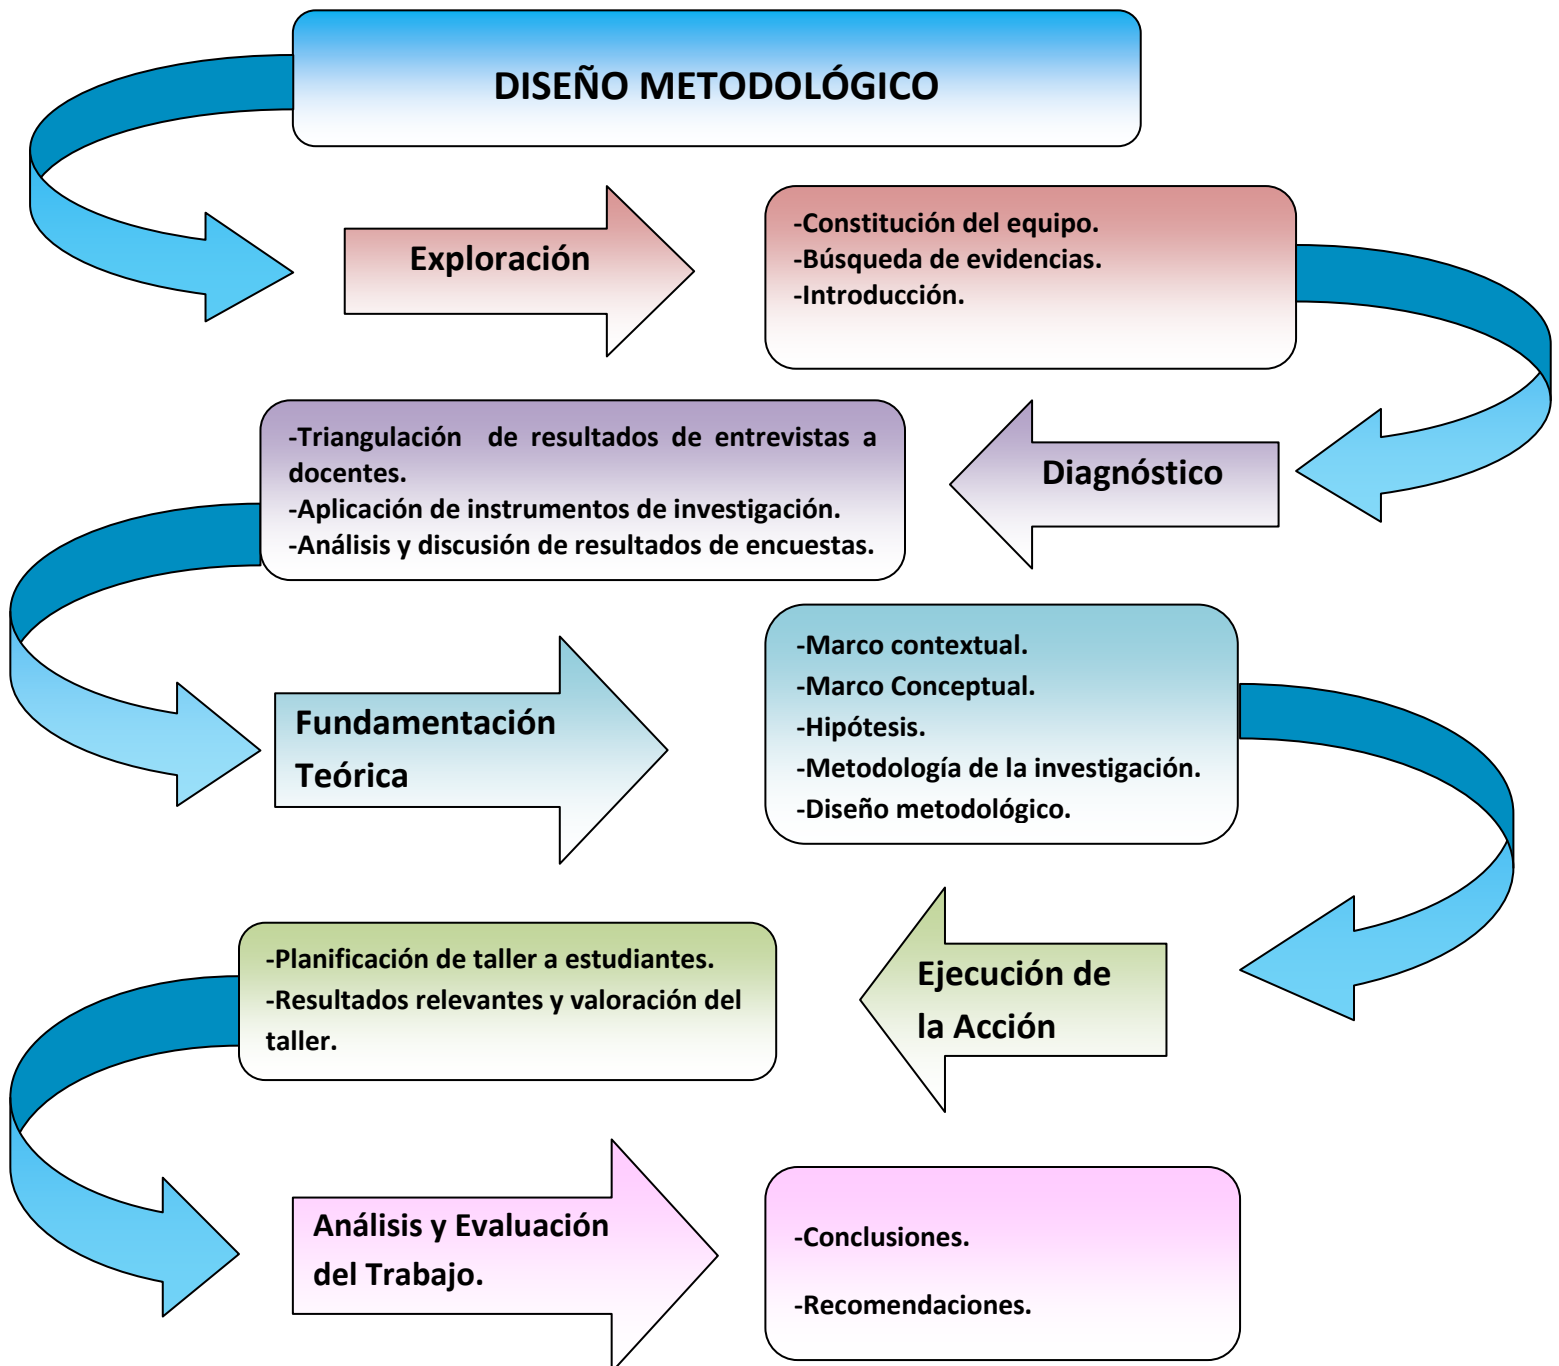 DISEÑO METODOLÓGICO
Exploración
-Constitución del equipo.
-Búsqueda de evidencias.
-Introducción.
Diagnóstico
-Triangulación de resultados de entrevistas a
docentes.
-Aplicación de instrumentos de investigación.
-Análisis y discusión de resultados de encuestas.
Fundamentación
Teórica
-Marco contextual.
-Marco Conceptual.
-Hipótesis.
-Metodología de la investigación.
-Diseño metodológico.
Ejecución de
la Acción
-Planificación de taller a estudiantes.
-Resultados relevantes y valoración del
taller.
Análisis y Evaluación
del Trabajo.
-Conclusiones.
-Recomendaciones.